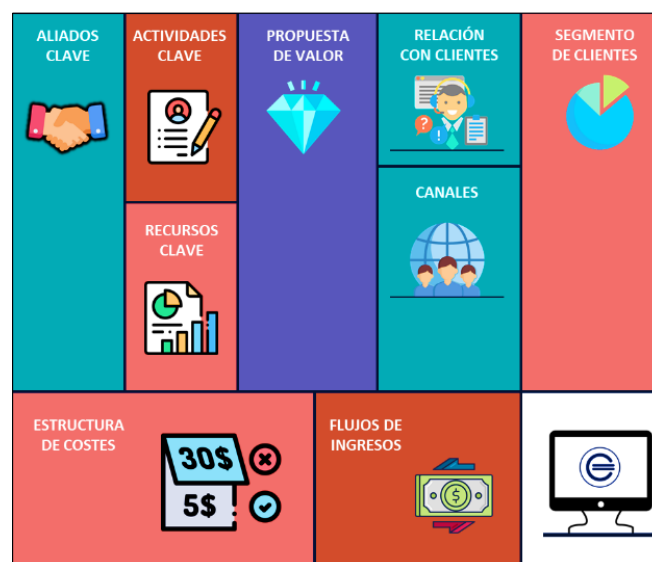 ALIADOS
CLAVE
ACTIVIDADES
CLAVE
PROPUESTA
DE VALOR
RELACIÓN
CON CLIENTES
SEGMENTO
DE CLIENTES
CANALES
RECURSOS
CLAVE
ESTRUCTURA
DE COSTES
30$
5$
FLUJOS DE
INGRESOS